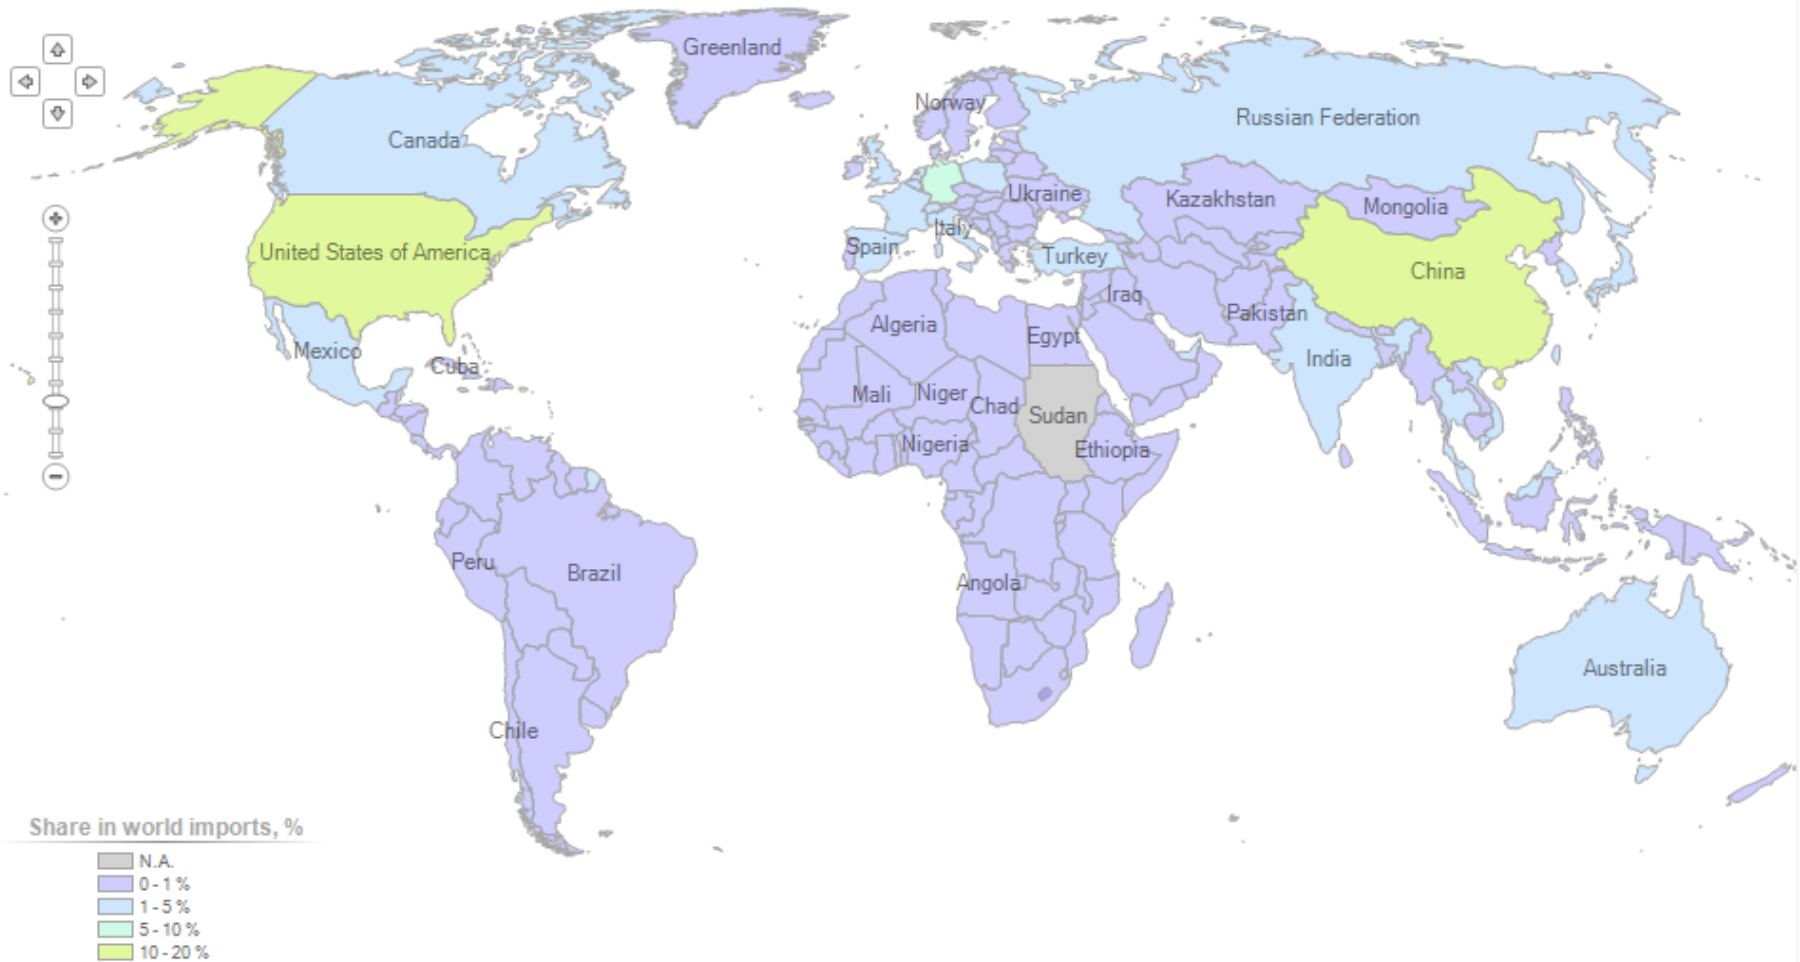 Greenland
Norway
Russian Federation
Canada
Ukraine
Kazakhstan
Mongolia
Italy
Spain
Turkey
United States of America
China
Iraq
Pakistan
Algeria
Egypt
Mexico
India
Cuba
Mali
Niger
Chad
Sudan
Nigeria
Ethiopia
Peru
Brazil
Angola
Australia
Chile
Share in world imports, %
N.A.
0 - 1 %
1 - 5 %
5 - 10 %
10 - 20 %